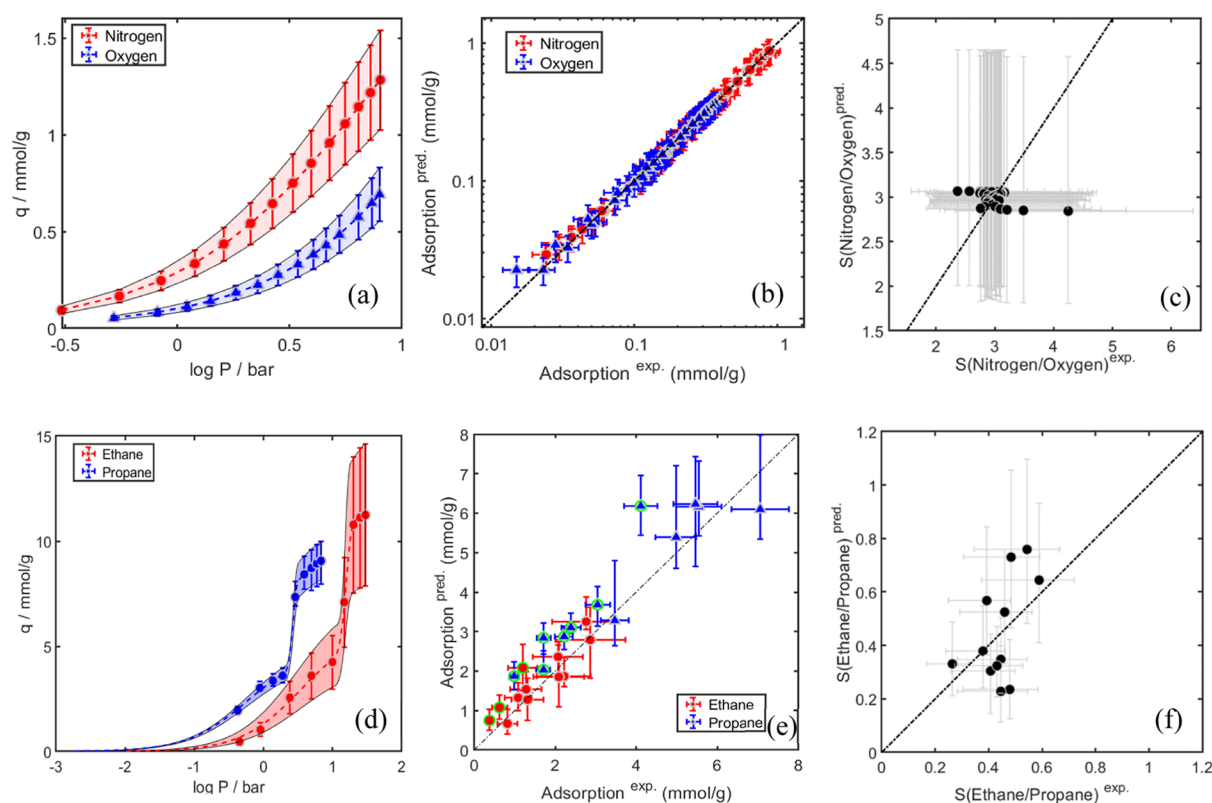 1.5
1
0.5
0
q / mmol/g
Nitrogen
Oxygen
(a)
-0.5
0
0.5
1
log P / bar
1
0.1
0.01
Adsorption pred. (mmol/g)
Nitrogen
Oxygen
(b)
0.01
0.1
1
Adsorption exp. (mmol/g)
5
4.5
4
3.5
3
2.5
2
1.5
S(Nitrogen/Oxygen)pred.
(c)
2
3
4
5
6
S(Nitrogen/Oxygen)exp.
15
10
5
0
q / mmol/g
Ethane
Propane
(d)
-3
-2
-1
0
1
2
log P / bar
8
7
6
5
4
3
2
1
0
Adsorption pred. (mmol/g)
Ethane
Propane
(e)
0
2
4
6
8
Adsorption exp. (mmol/g)
1.2
1
0.8
0.6
0.4
0.2
0
S(Ethane/Propane) pred.
(f)
0
0.2
0.4
0.6
0.8
1
1.2
S(Ethane/Propane) exp.